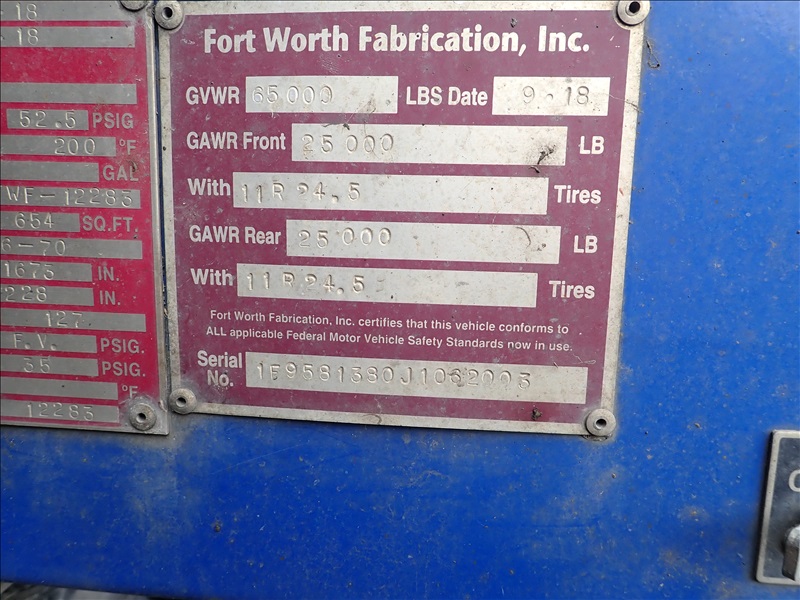 18
- 18
52.5 PSIG
200 °F
GAL
WF-12283
654 SQ.FT.
6-70
.1673 IN.
.228 IN.
127
F.V. PSIG.
35 PSIG.
°F
12283
Fort Worth Fabrication, Inc.
GVWR 65000 LBS Date 9-18
GAWR Front 25000 LB
With 11R24.5 Tires
GAWR Rear 25000 LB
With 11R24.5 Tires
Fort Worth Fabrication, Inc. certifies that this vehicle conforms to
ALL applicable Federal Motor Vehicle Safety Standards now in use.
Serial No. 1F9581380J1062003